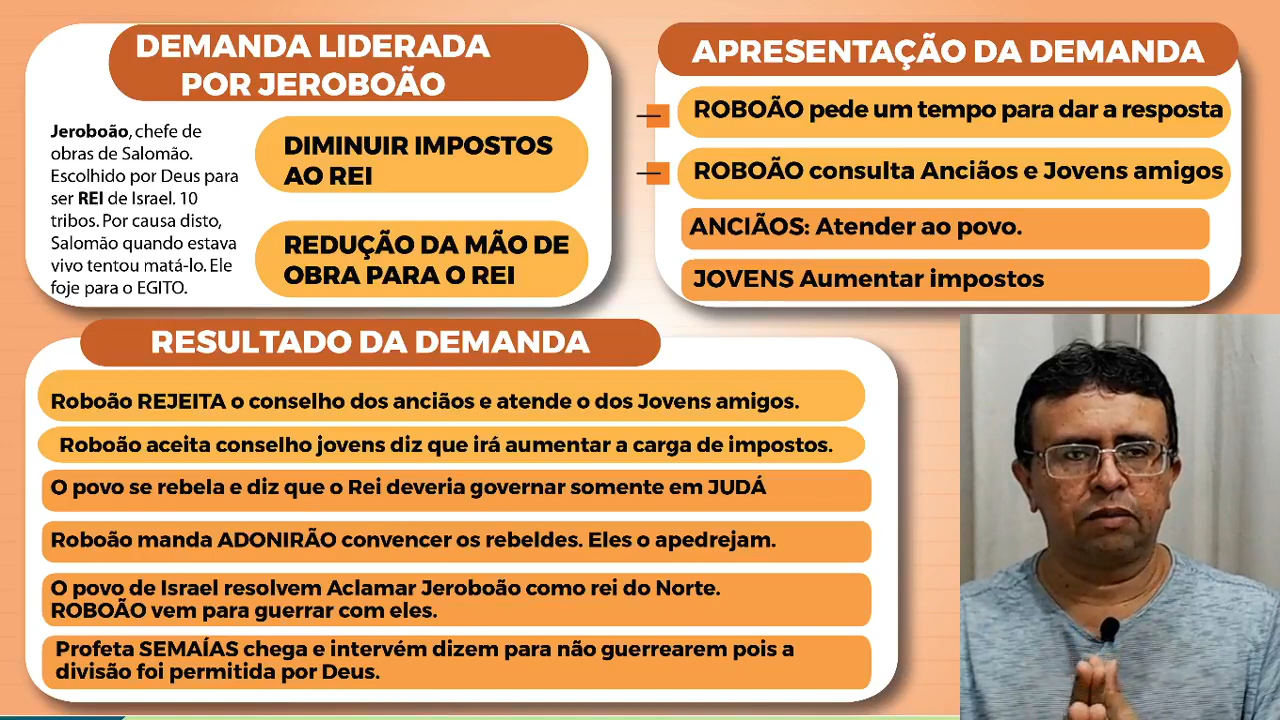 DEMANDA LIDERADA
POR JEROBOÃO
Jeroboão, chefe de
obras de Salomão.
Escolhido por Deus para
ser REI de Israel. 10
tribos. Por causa disto,
Salomão quando estava
vivo tentou matá-lo. Ele
foje para o EGITO.
DIMINUIR IMPOSTOS
AO REI
REDUÇÃO DA MÃO DE
OBRA PARA O REI
APRESENTAÇÃO DA DEMANDA
ROBOÃO pede um tempo para dar a resposta
ROBOÃO consulta Anciãos e Jovens amigos
ANCIÃOS: Atender ao povo.
JOVENS Aumentar impostos
RESULTADO DA DEMANDA
Roboão REJEITA o conselho dos anciãos e atende o dos Jovens amigos.
Roboão aceita conselho jovens diz que irá aumentar a carga de impostos.
O povo se rebela e diz que o Rei deveria governar somente em JUDÁ
Roboão manda ADONIRÃO convencer os rebeldes. Eles o apedrejam.
O povo de Israel resolvem Aclamar Jeroboão como rei do Norte.
ROBOÃO vem para guerrar com eles.
Profeta SEMAÍAS chega e intervém dizem para não guerrearem pois a
divisão foi permitida por Deus.